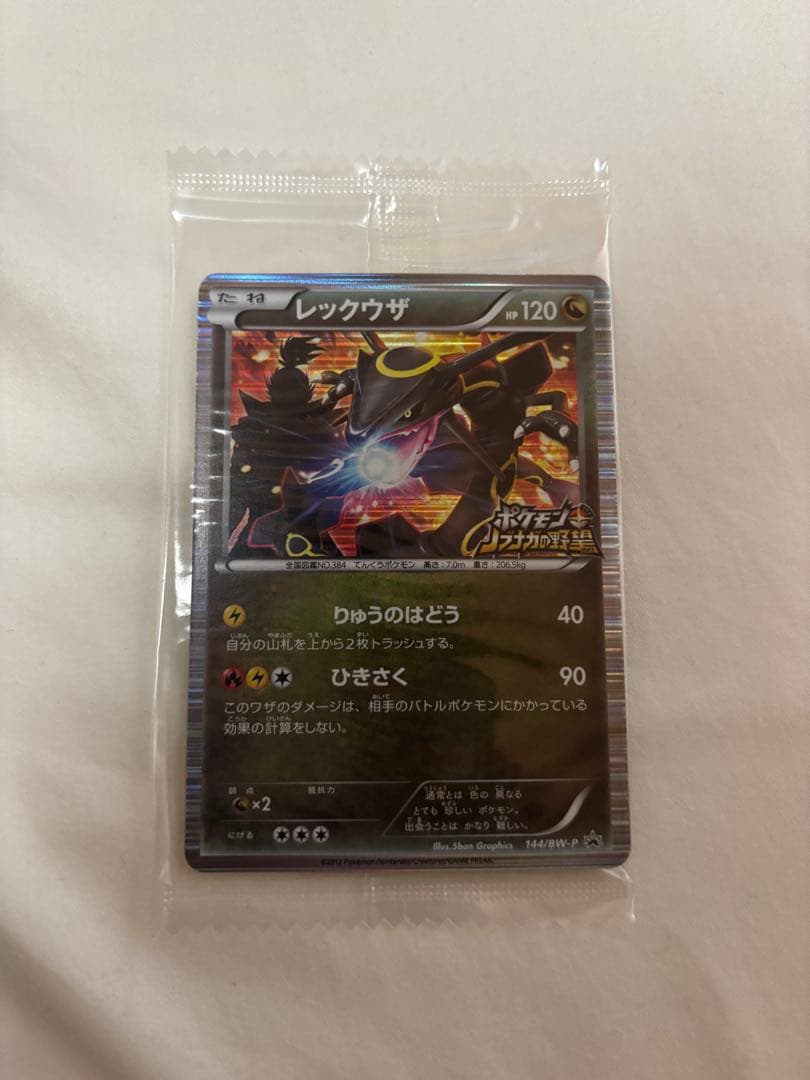 たね レックウザ HP 120
ポケモン
ノブナガの野望
全国図鑑NO.384 てんくうポケモン 高さ:7.0m 重さ:206.5kg
りゅうのはどう 40
自分の山札を上から2枚トラッシュする。
ひきさく 90
このワザのダメージは、相手のバトルポケモンにかかっている
効果の計算をしない。
弱点 抵抗力
×2
にげる
通常とは 色の 異なる
とても 珍しい ポケモン。
出会うことは かなり 難しい。
Illus. 5ban Graphics 144/BW-P
©2012 Pokémon/Nintendo/Creatures/GAME FREAK.